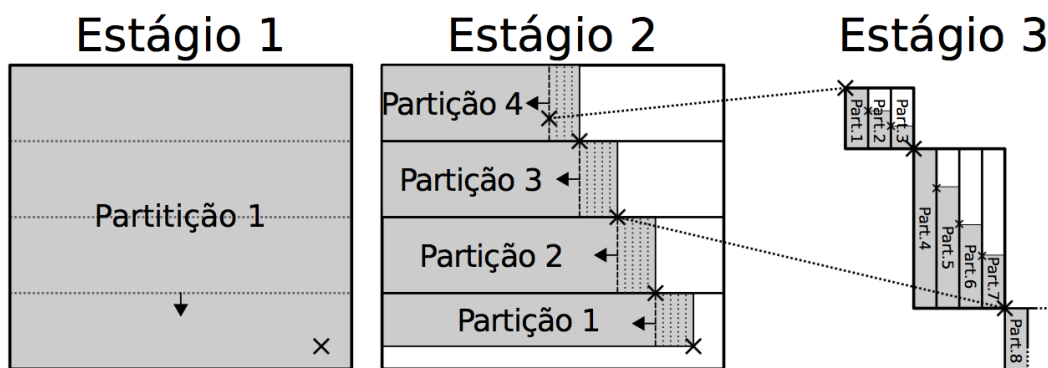 Estágio 1
Estágio 2
Estágio 3
Partitição 1
Partição 4
Partição 3
Partição 2
Partição 1
Part.1
Part.2
Part.3
Part.4
Part.5
Part.6
Part.7
Part.8